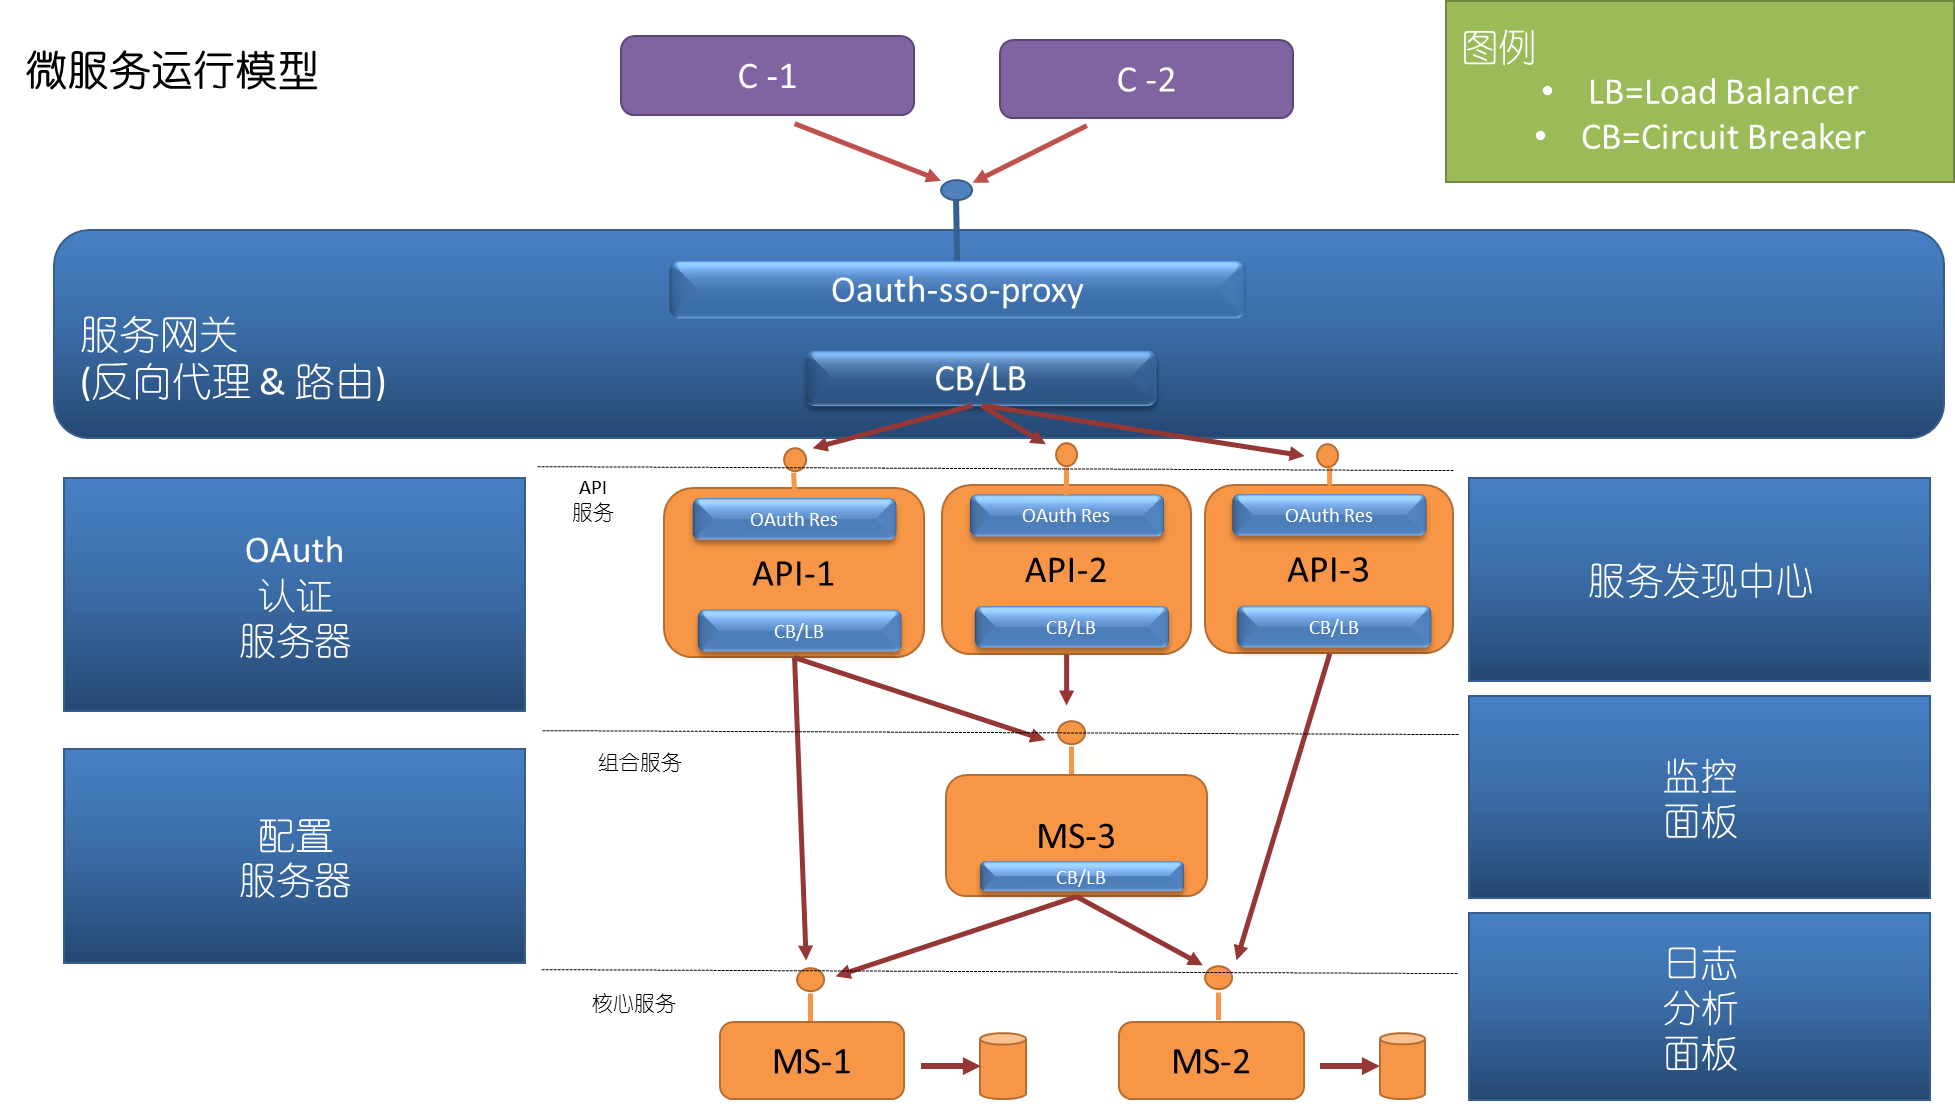 微服务运行模型
C -1
C -2
图例
• LB=Load Balancer
• CB=Circuit Breaker
Oauth-sso-proxy
服务网关
(反向代理 & 路由)
CB/LB
API
服务
OAuth Res
API-1
CB/LB
OAuth Res
API-2
CB/LB
OAuth Res
API-3
CB/LB
OAuth
认证
服务器
服务发现中心
组合服务
MS-3
CB/LB
配置
服务器
监控
面板
核心服务
MS-1
MS-2
日志
分析
面板